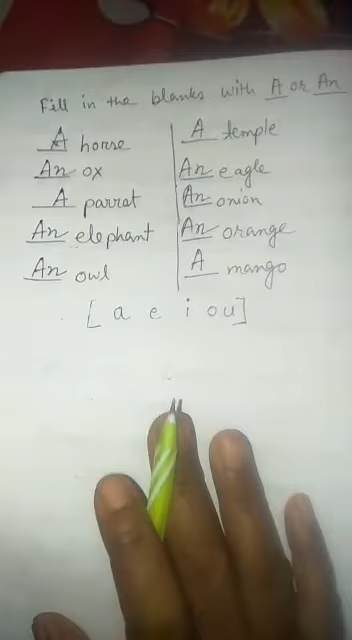 Fill in the blanks with A or An
A horse
An ox
A parrat
An elephant
An owl
A temple
An eagle
An onion
An orange
A mango
[ a e i o u ]